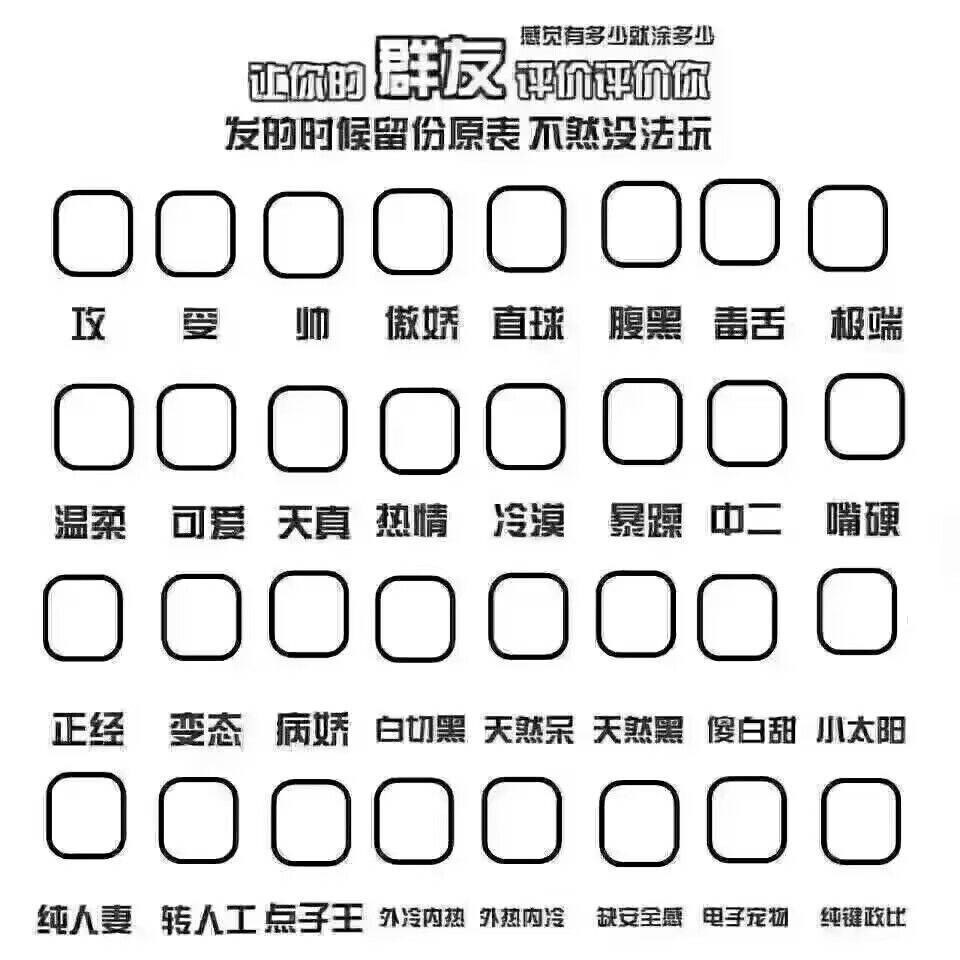 感觉有多少就涂多少
让你的 群友 评价评价你
发的时候留份原表 不然没法玩
攻 受 帅 傲娇 直球 腹黑 毒舌 极端
温柔 可爱 天真 热情 冷漠 暴躁 中二 嘴硬
正经 变态 病娇 白切黑 天然呆 天然黑 傻白甜 小太阳
纯人妻 转人工 点子王 外冷内热 外热内冷 缺安全感 电子宠物 纯键政比